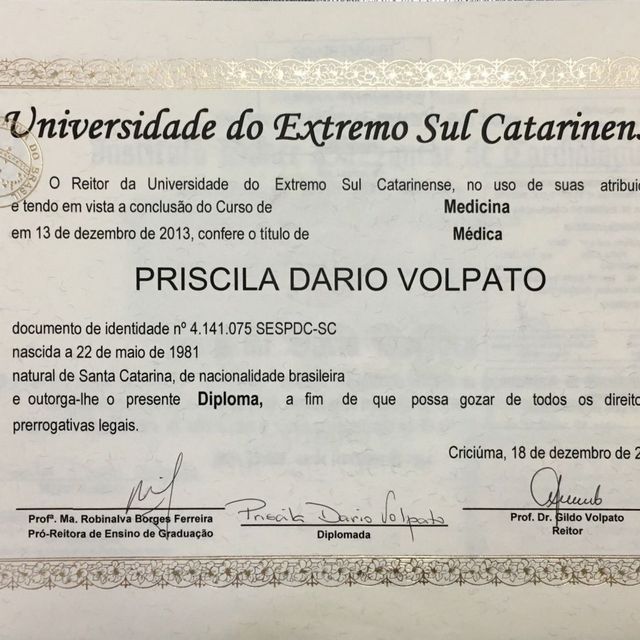 Universidade do Extremo Sul Catarinens
O Reitor da Universidade do Extremo Sul Catarinense, no uso de suas atribui
e tendo em vista a conclusão do Curso de Medicina
em 13 de dezembro de 2013, confere o título de Médica
PRISCILA DARIO VOLPATO
documento de identidade nº 4.141.075 SESPDC-SC
nascida a 22 de maio de 1981
natural de Santa Catarina, de nacionalidade brasileira
e outorga-lhe o presente Diploma, a fim de que possa gozar de todos os direito
prerrogativas legais.
Criciúma, 18 de dezembro de 2
Priscila Dario Volpato
Profª. Ma. Robinalva Borges Ferreira
Pró-Reitora de Ensino de Graduação
Diplomada
Prof. Dr. Gildo Volpato
Reitor
DO BRAS